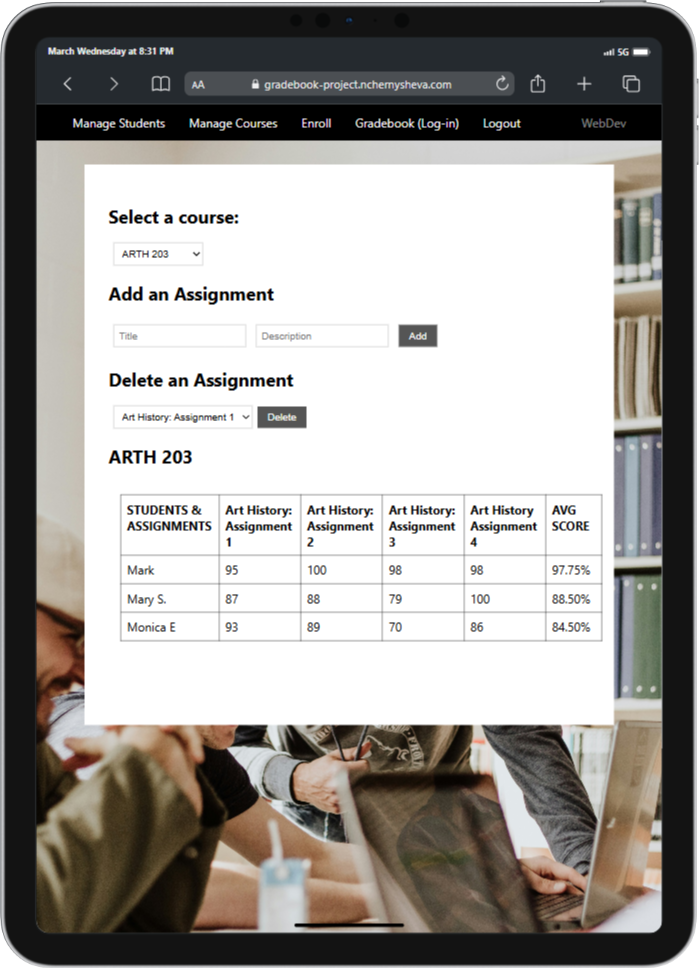 March Wednesday at 8:31 PM
5G
AA
gradebook-project.nchernysheva.com
Manage Students Manage Courses Enroll Gradebook (Log-in) Logout WebDev
Select a course:
ARTH 203
Add an Assignment
Title Description Add
Delete an Assignment
Art History: Assignment 1 Delete
ARTH 203
STUDENTS & ASSIGNMENTS Art History: Assignment 1 Art History: Assignment 2 Art History: Assignment 3 Art History Assignment 4 AVG SCORE
Mark 95 100 98 98 97.75%
Mary S. 87 88 79 100 88.50%
Monica E 93 89 70 86 84.50%